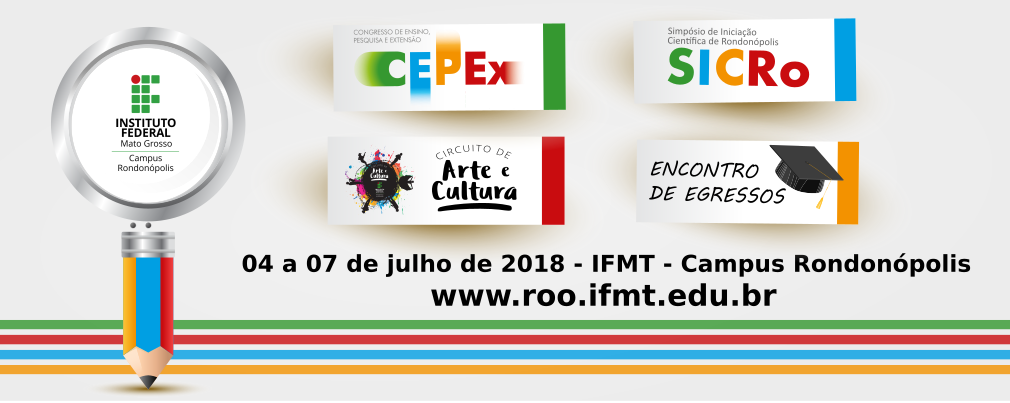 INSTITUTO
FEDERAL
Mato Grosso
Campus
Rondonópolis
CONGRESSO DE ENSINO,
PESQUISA E EXTENSÃO
CEPEx
Simpósio de Iniciação
Científica de Rondonópolis
SICRo
Arte e
Cultura
CIRCUITO DE
Arte e
Cultura
ENCONTRO
DE EGRESSOS
04 a 07 de julho de 2018 - IFMT - Campus Rondonópolis
www.roo.ifmt.edu.br